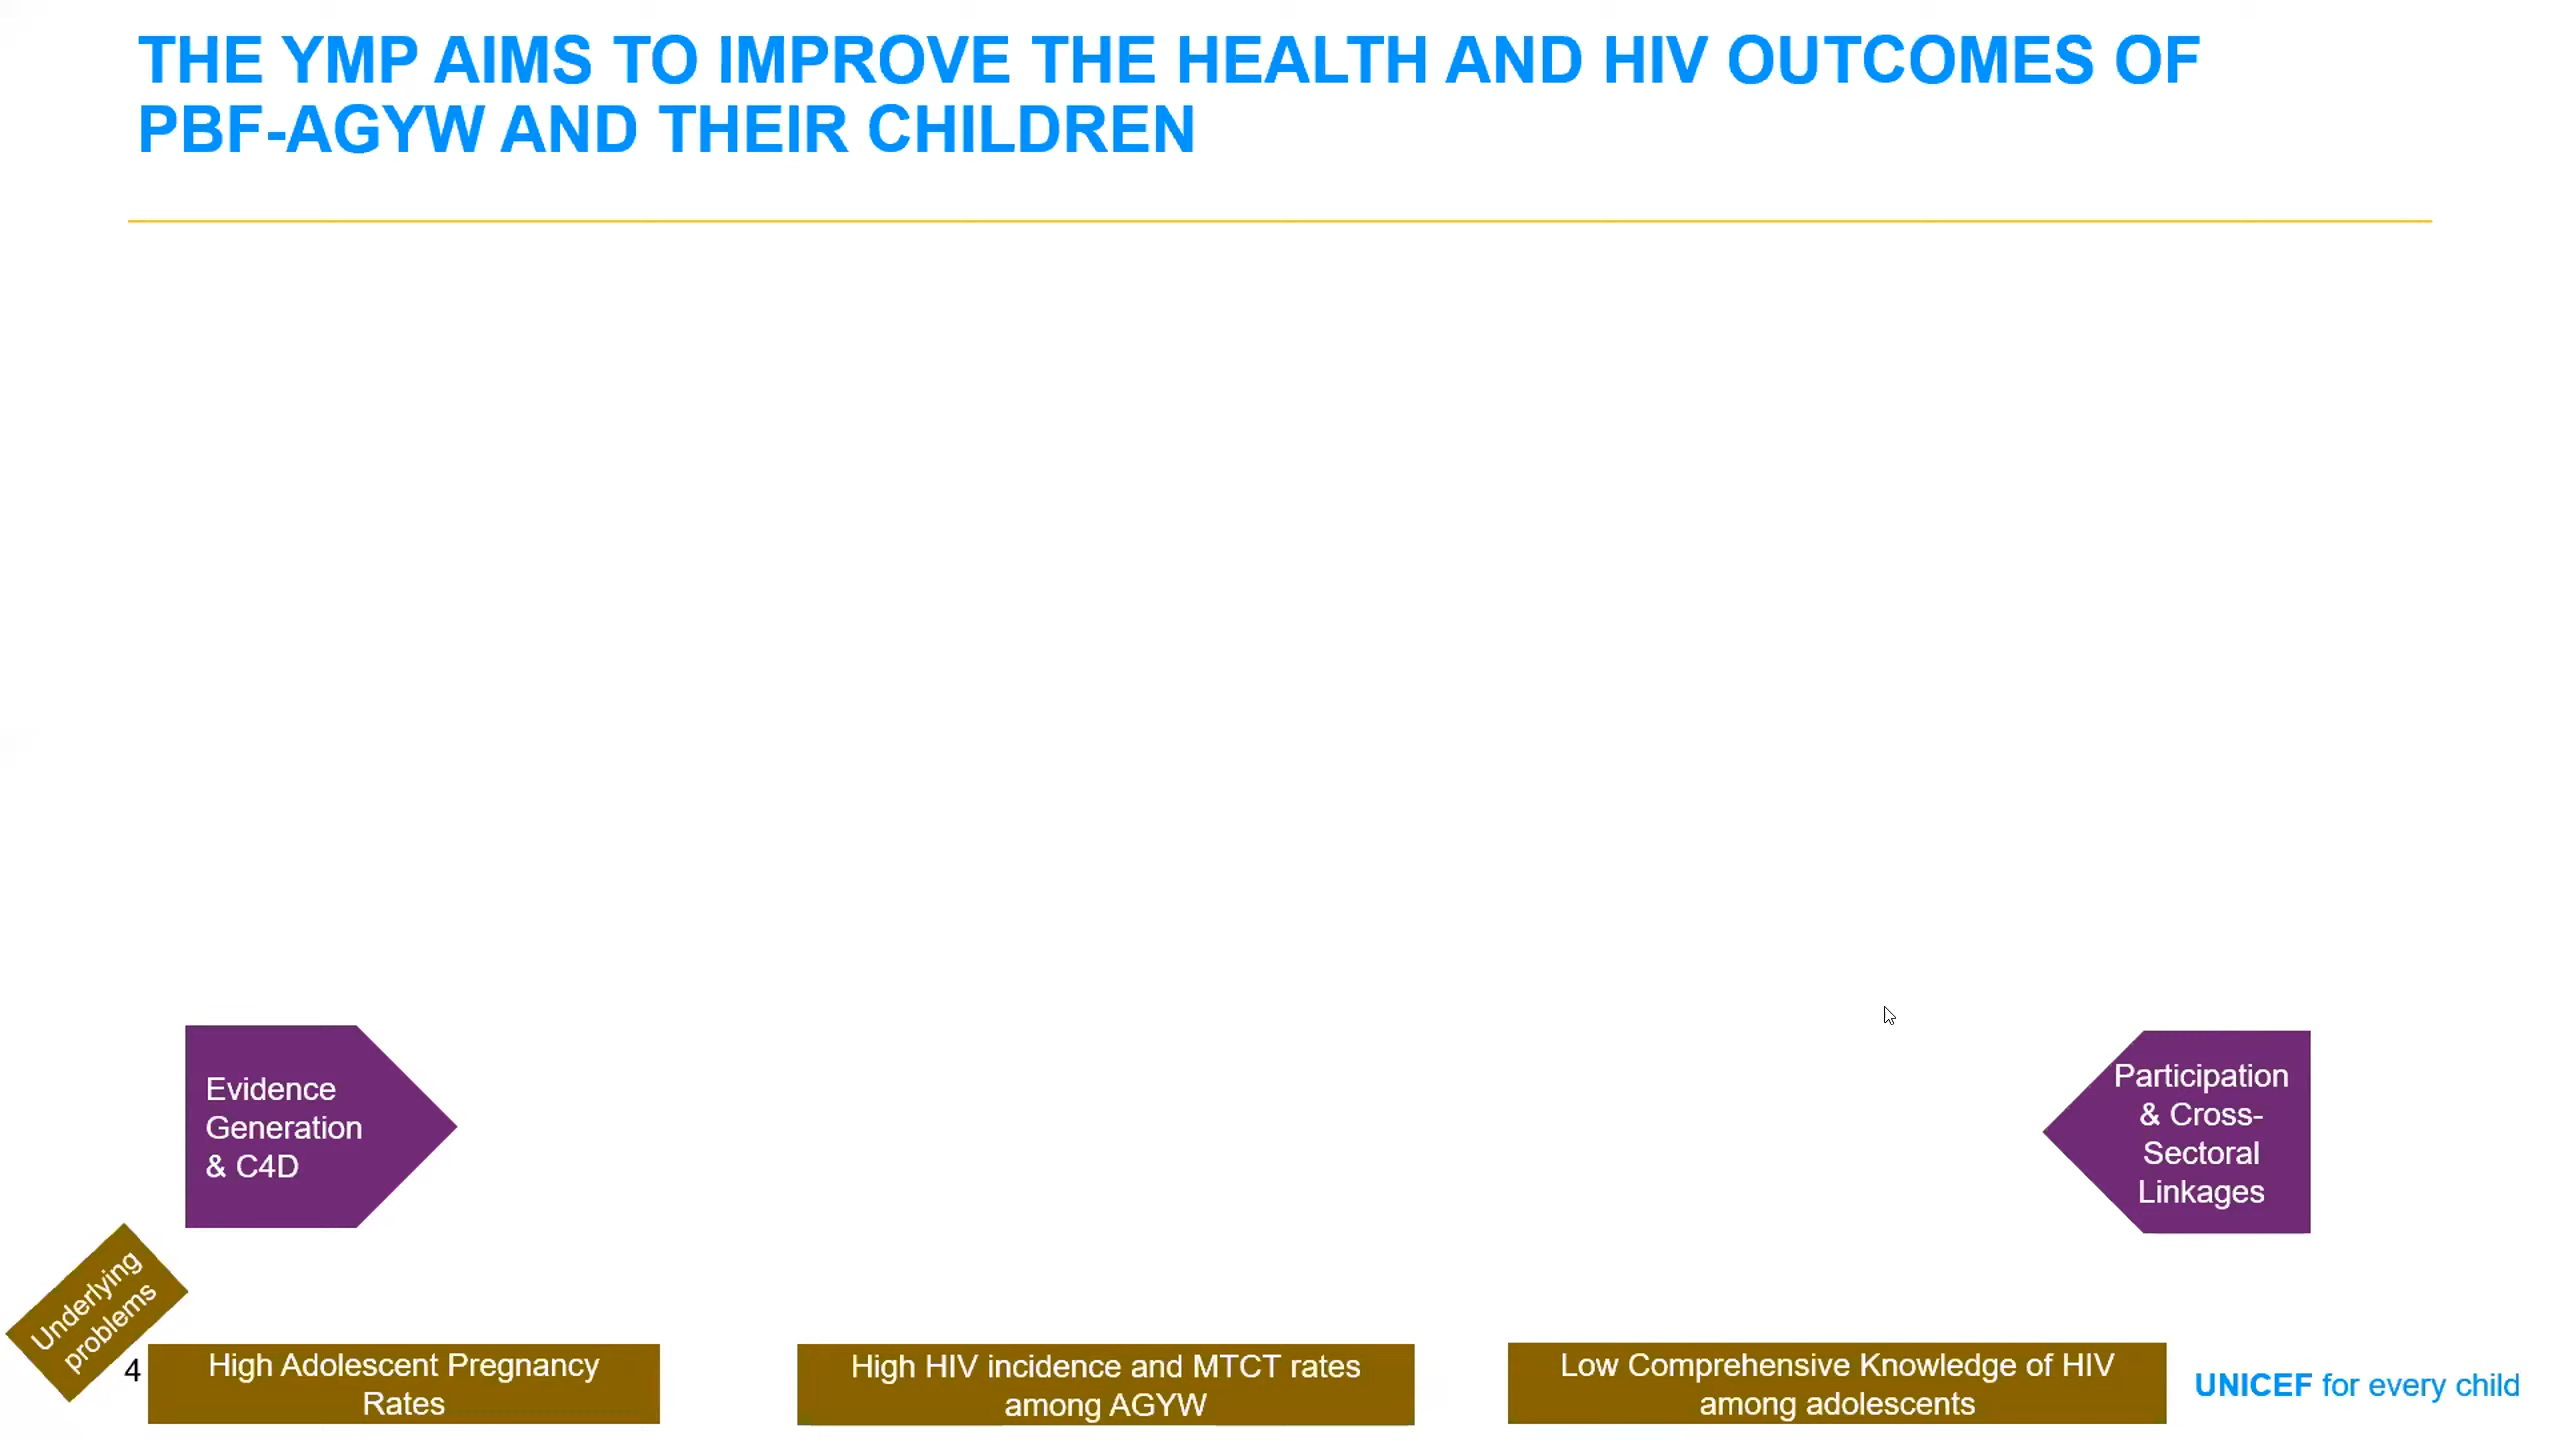 THE YMP AIMS TO IMPROVE THE HEALTH AND HIV OUTCOMES OF
PBF-AGYW AND THEIR CHILDREN
Evidence
Generation
& C4D
Participation
& Cross-
Sectoral
Linkages
Underlying
problems
4
High Adolescent Pregnancy
Rates
High HIV incidence and MTCT rates
among AGYW
Low Comprehensive Knowledge of HIV
among adolescents
UNICEF for every child